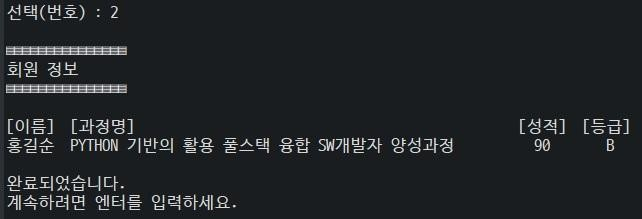 선택(번호) : 2
회원 정보
[이름] [과정명] [성적] [등급]
홍길순 PYTHON 기반의 활용 풀스택 융합 SW개발자 양성과정 90 B
완료되었습니다.
계속하려면 엔터를 입력하세요.